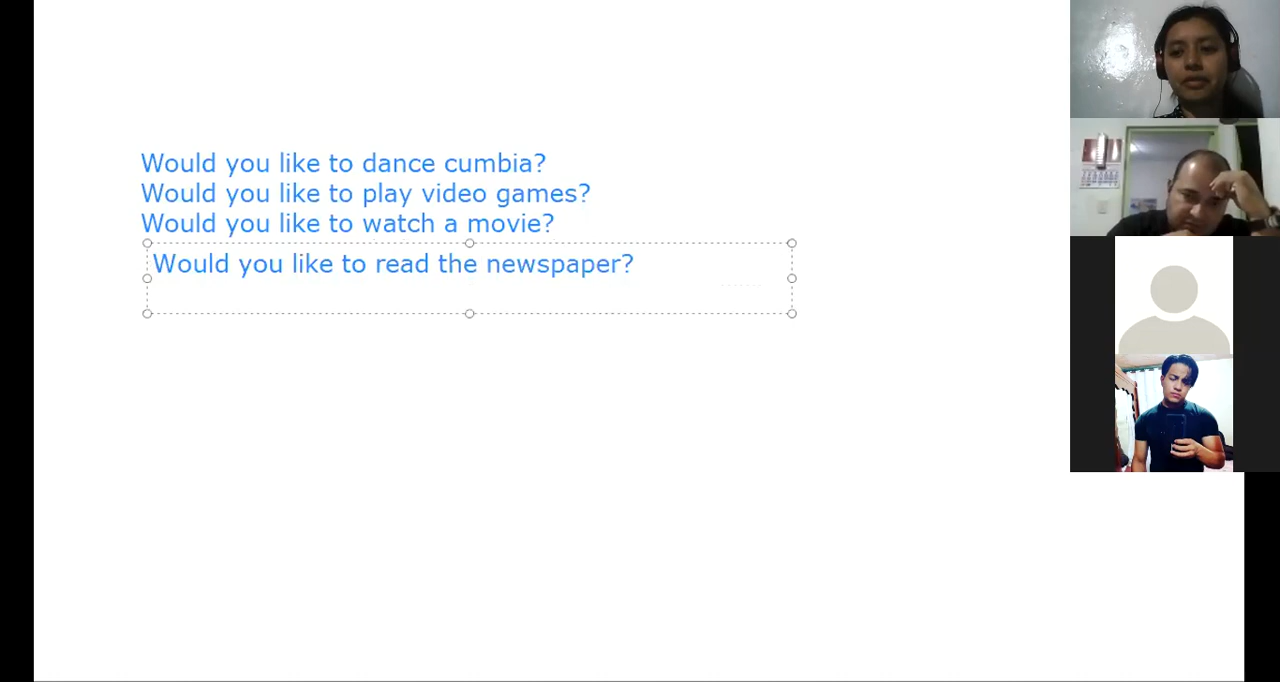 Would you like to dance cumbia?
Would you like to play video games?
Would you like to watch a movie?
Would you like to read the newspaper?